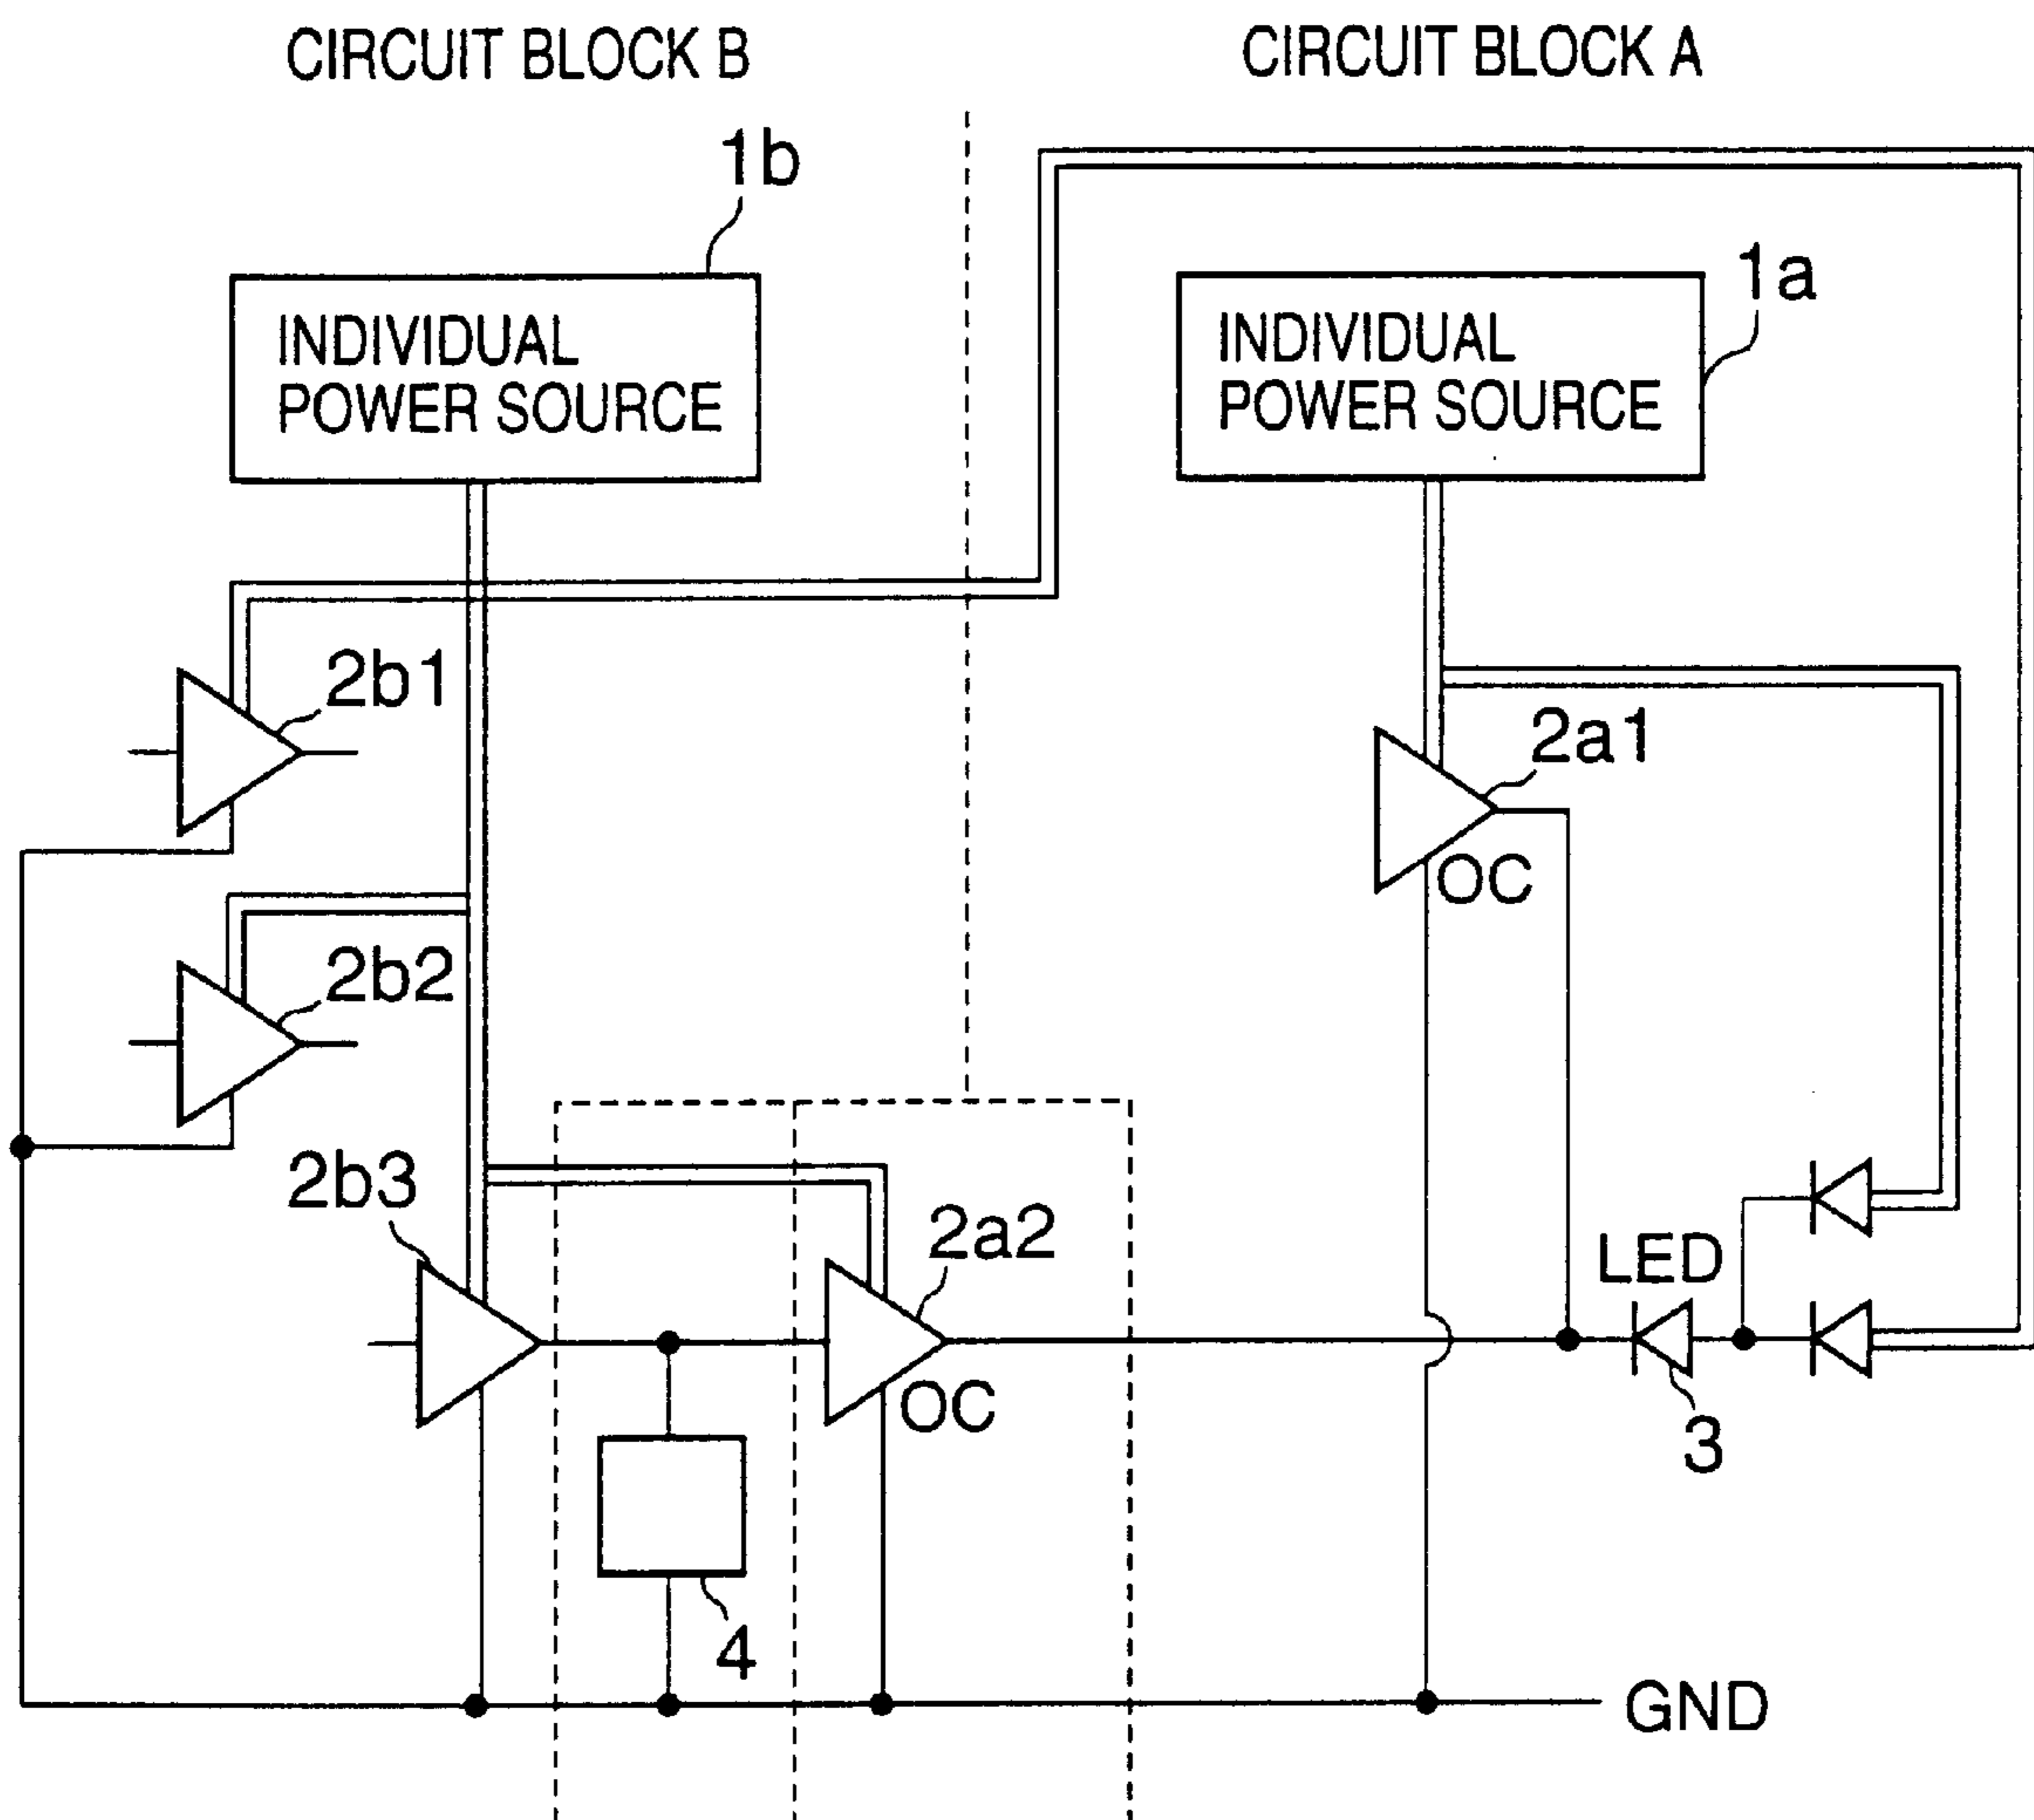 CIRCUIT BLOCK B
CIRCUIT BLOCK A
1b
INDIVIDUAL
POWER SOURCE
1a
INDIVIDUAL
POWER SOURCE
2b1
2a1
OC
2b2
2b3
2a2
OC
LED
3
4
GND